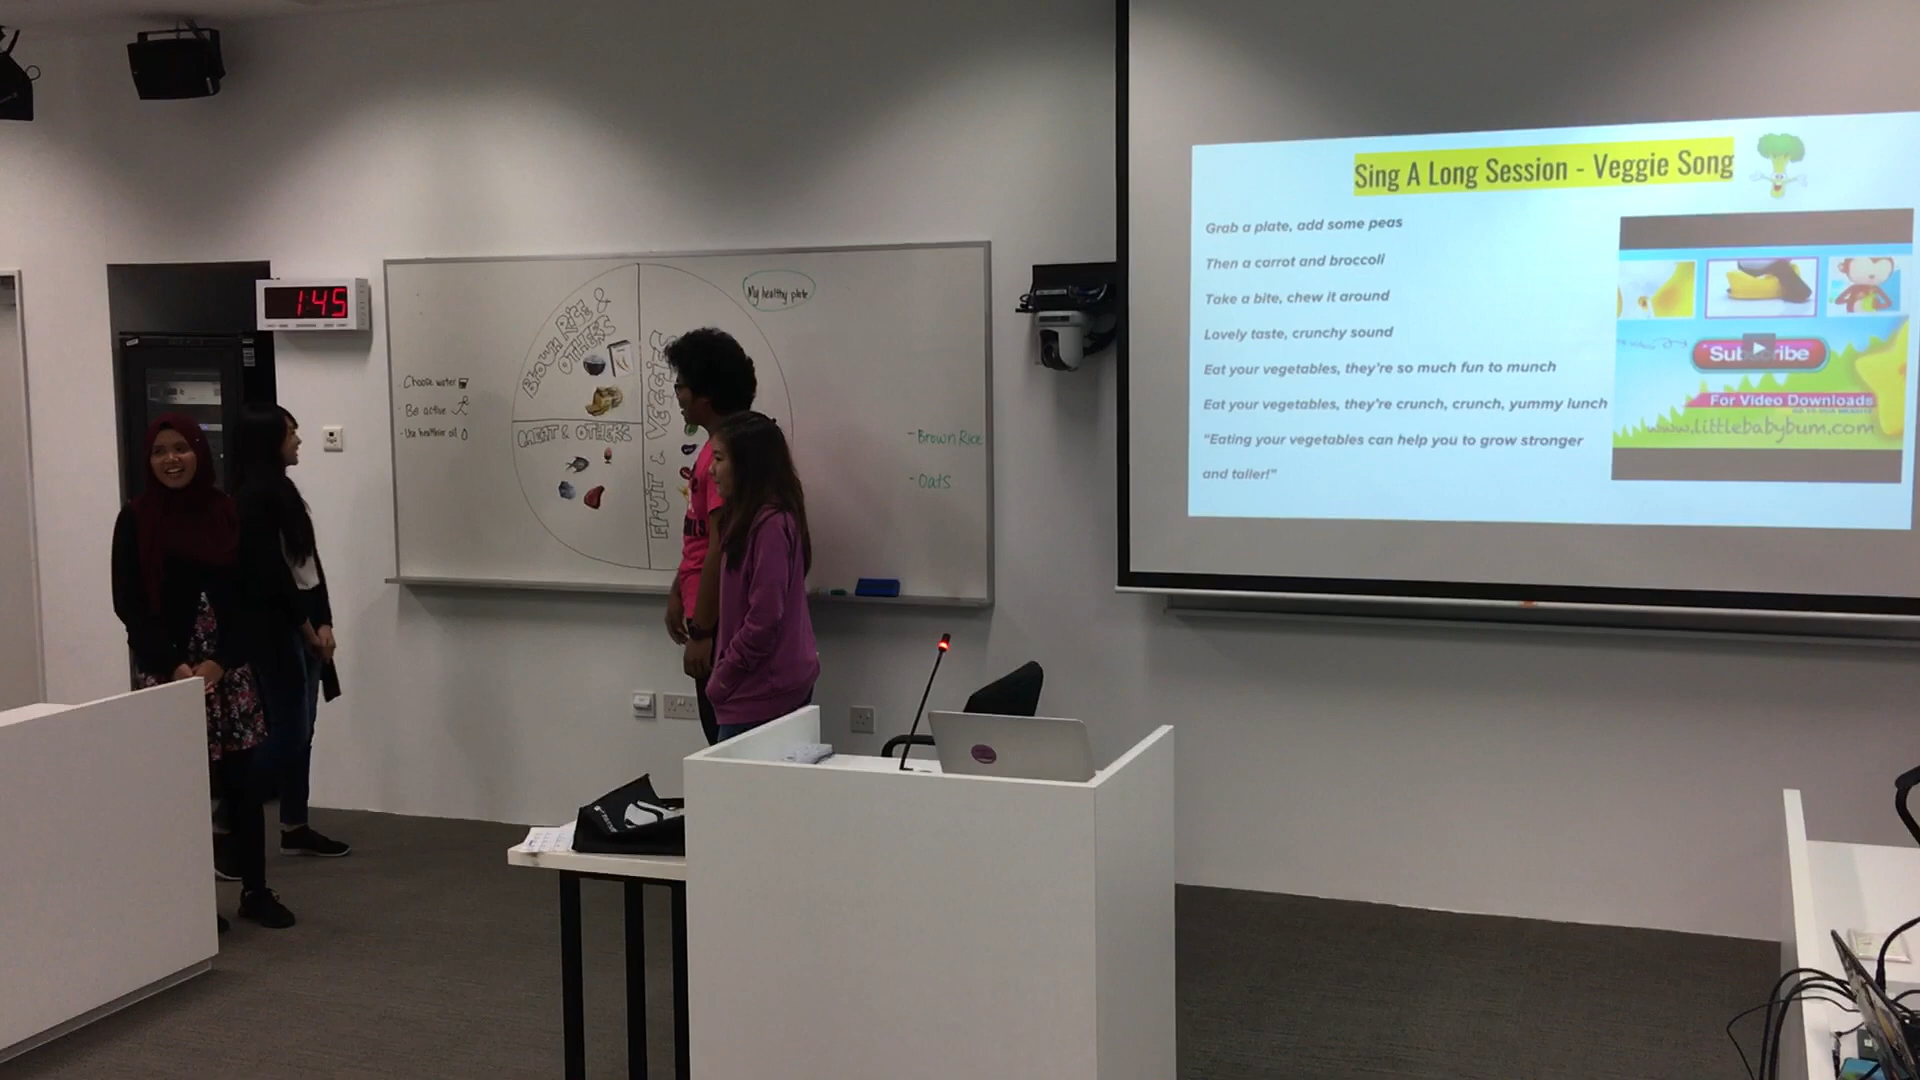 1:45
My healthy plate
BROWN RICE &
OTHERS
FRUIT & VEGGIES
MEAT & OTHERS
- Choose water
- Be active
- Use healthier oil
- Brown Rice
- Oats
Sing A Long Session - Veggie Song
Grab a plate, add some peas
Then a carrot and broccoli
Take a bite, chew it around
Lovely taste, crunchy sound
Eat your vegetables, they're so much fun to munch
Eat your vegetables, they're crunch, crunch, yummy lunch
"Eating your vegetables can help you to grow stronger
and taller!"
Subscribe
For Video Downloads
www.littlebabybum.com